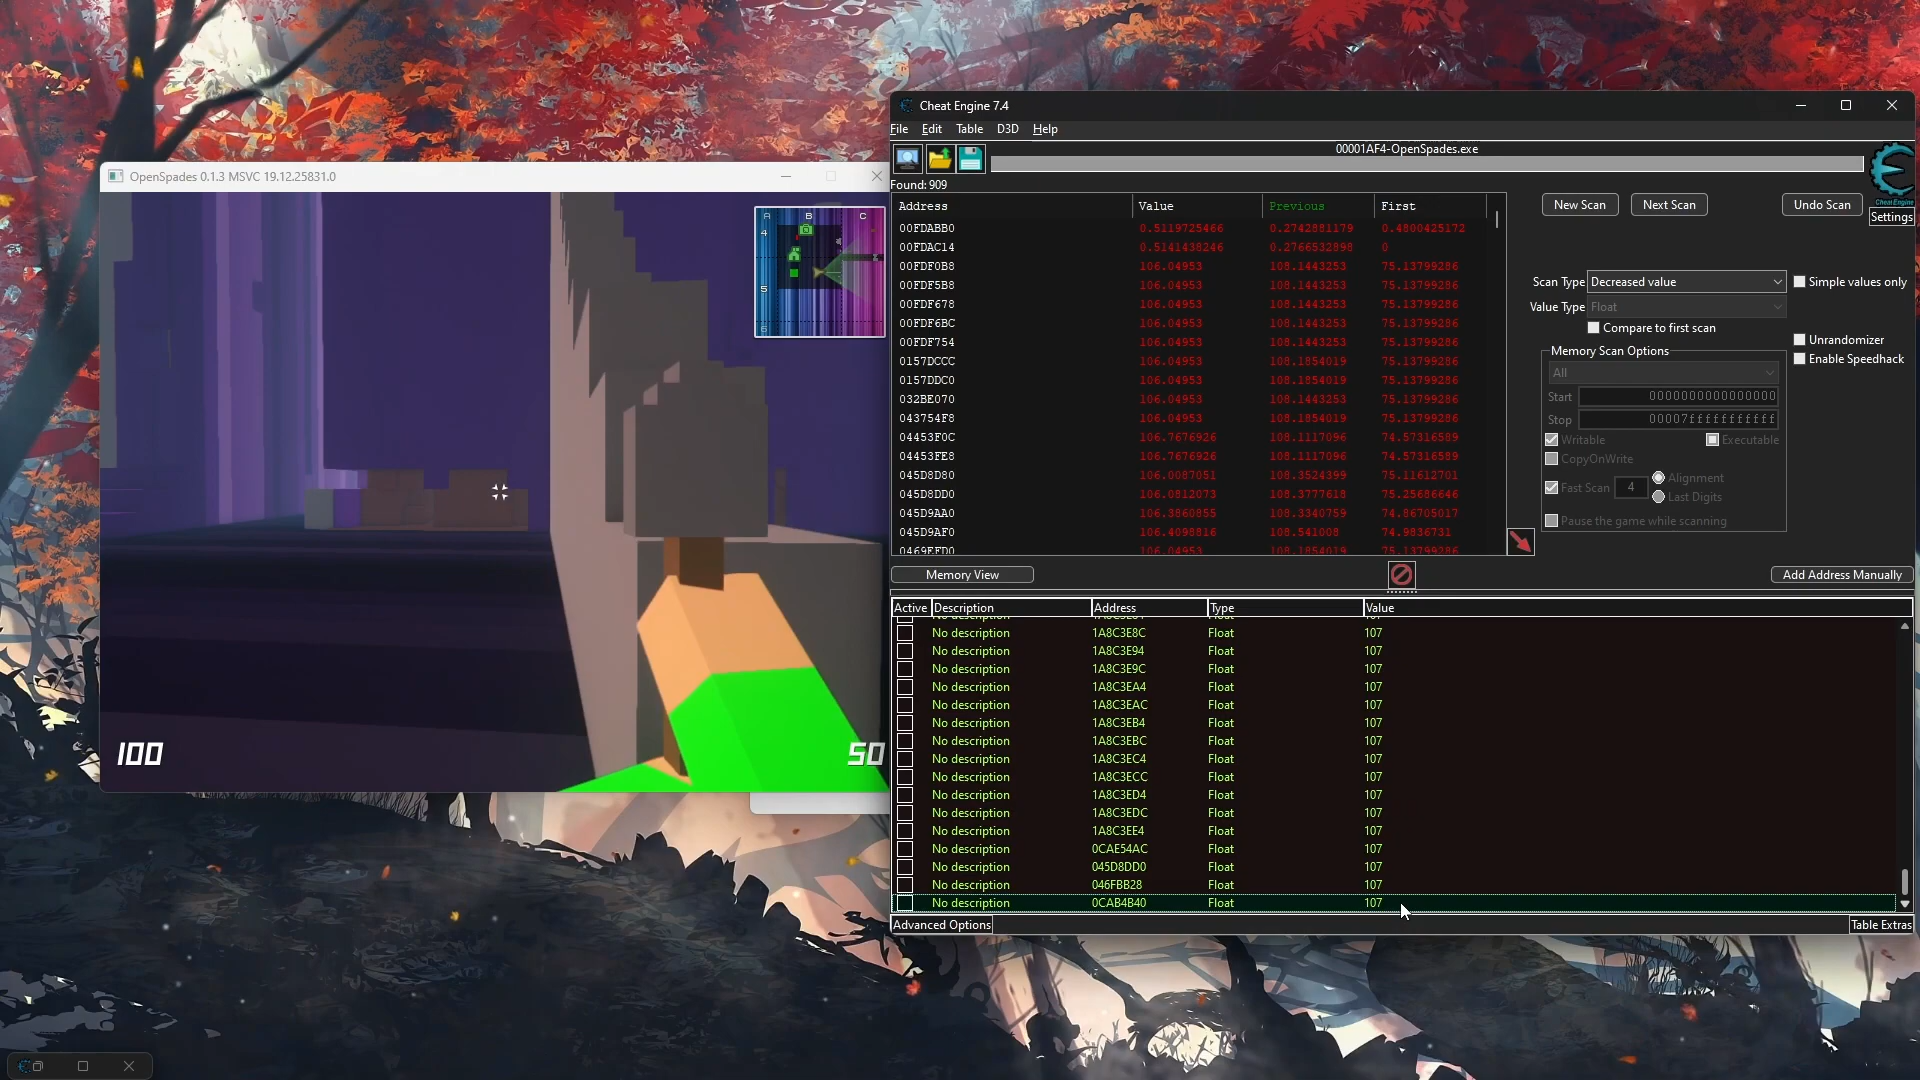 OpenSpades 0.1.3 MSVC 19.12.25831.0
A B C
4
5
6
100
50
Cheat Engine 7.4
File Edit Table D3D Help
00001AF4-OpenSpades.exe
Found: 909
Cheat Engine
Settings
Address Value Previous First
00FDABB0 0.5119725466 0.2742881179 0.4800425172
00FDAC14 0.5141438246 0.2766532898 0
00FDF0B8 106.04953 108.1443253 75.13799286
00FDF5B8 106.04953 108.1443253 75.13799286
00FDF678 106.04953 108.1443253 75.13799286
00FDF6BC 106.04953 108.1443253 75.13799286
00FDF754 106.04953 108.1443253 75.13799286
0157DCCC 106.04953 108.1854019 75.13799286
0157DDC0 106.04953 108.1854019 75.13799286
032BE070 106.04953 108.1854019 75.13799286
043754F8 106.04953 108.1854019 75.13799286
04453F0C 106.7676926 108.1117096 74.57316589
04453FE8 106.7676926 108.1117096 74.57316589
045D8D80 106.0087051 108.3524399 75.11612701
045D8DD0 106.0812073 108.3777618 75.25686646
045D9AA0 106.3860855 108.3340759 74.86705017
045D9AF0 106.4098816 108.541008 74.9836731
0469FFD0 106.04953 108.1854019 75.13799286
New Scan Next Scan Undo Scan
Scan Type Decreased value Simple values only
Value Type Float
Compare to first scan
Unrandomizer
Enable Speedhack
Memory Scan Options
All
Start 0000000000000000
Stop 00007fffffffffff
Writable Executable
CopyOnWrite
Fast Scan 4 Alignment
Last Digits
Pause the game while scanning
Memory View
Add Address Manually
Active Description Address Type Value
No description 1A8C3E8C Float 107
No description 1A8C3E94 Float 107
No description 1A8C3E9C Float 107
No description 1A8C3EA4 Float 107
No description 1A8C3EAC Float 107
No description 1A8C3EB4 Float 107
No description 1A8C3EBC Float 107
No description 1A8C3EC4 Float 107
No description 1A8C3ECC Float 107
No description 1A8C3ED4 Float 107
No description 1A8C3EDC Float 107
No description 1A8C3EE4 Float 107
No description 0CAE54AC Float 107
No description 045D8DD0 Float 107
No description 046FBB28 Float 107
No description 0CAB4B40 Float 107
Advanced Options
Table Extras